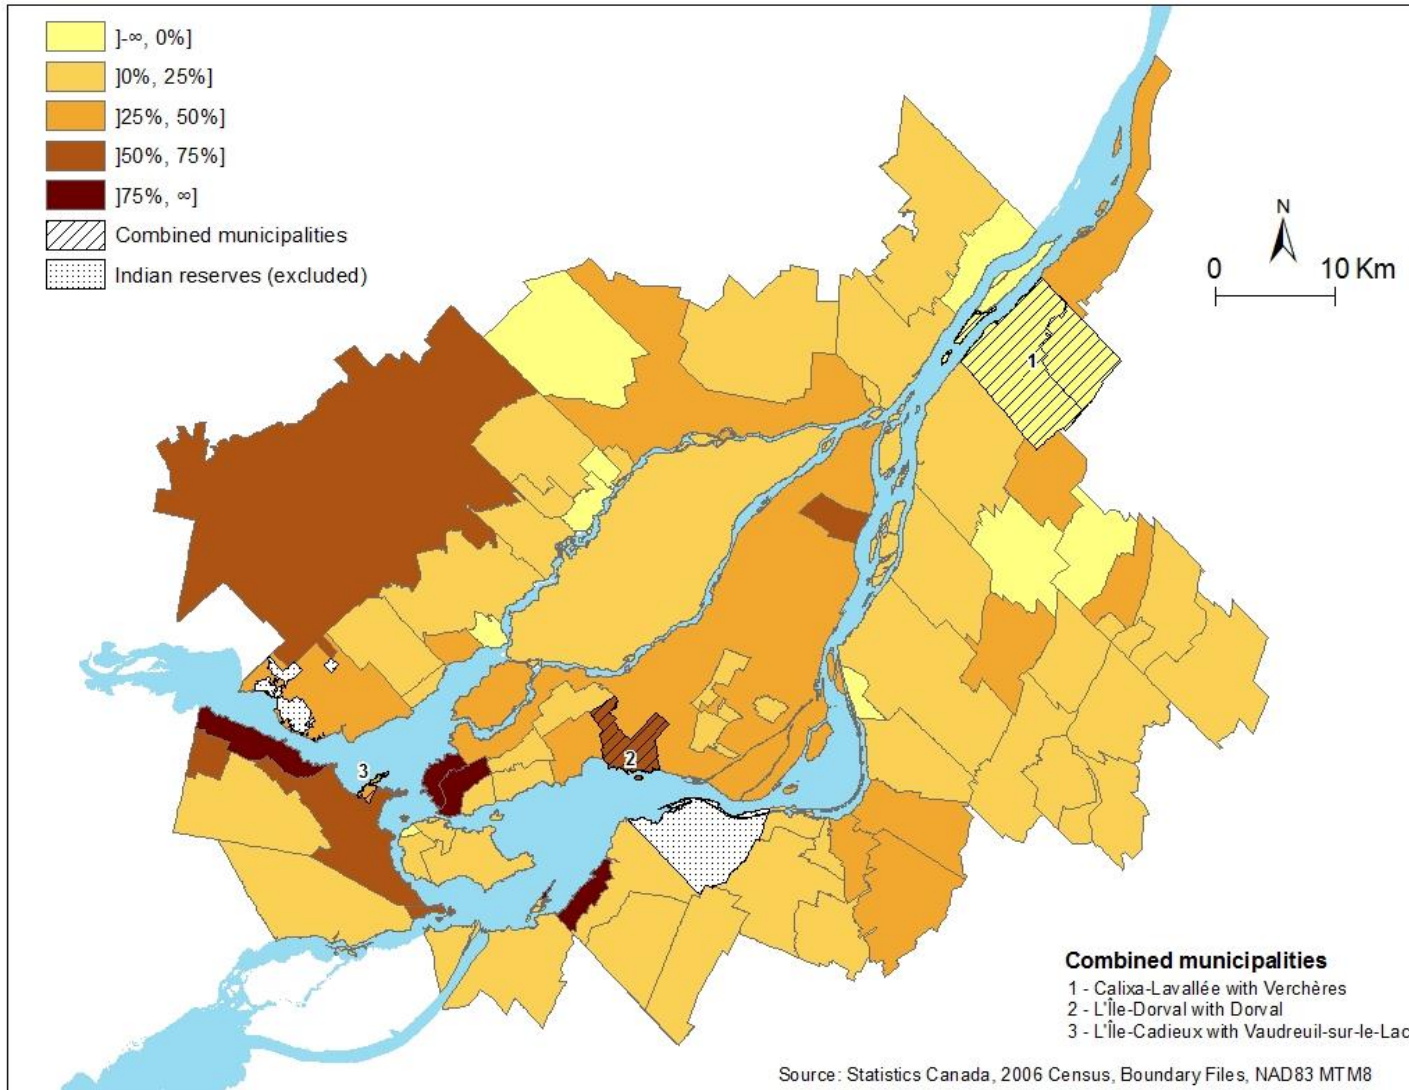 ]-∞, 0%]
]0%, 25%]
]25%, 50%]
]50%, 75%]
]75%, ∞]
Combined municipalities
Indian reserves (excluded)
N
0 10 Km
1
2
3
Combined municipalities
1 - Calixa-Lavallée with Verchères
2 - L'Île-Dorval with Dorval
3 - L'Île-Cadieux with Vaudreuil-sur-le-Lac
Source: Statistics Canada, 2006 Census, Boundary Files, NAD83 MTM8